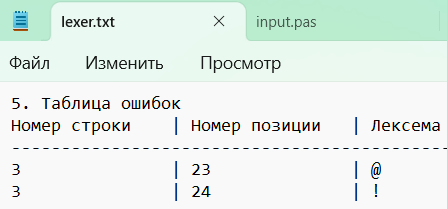 lexer.txt × input.pas
Файл Изменить Просмотр
5. Таблица ошибок
Номер строки | Номер позиции | Лексема
--------------------------------------------
3 | 23 | @
3 | 24 | !